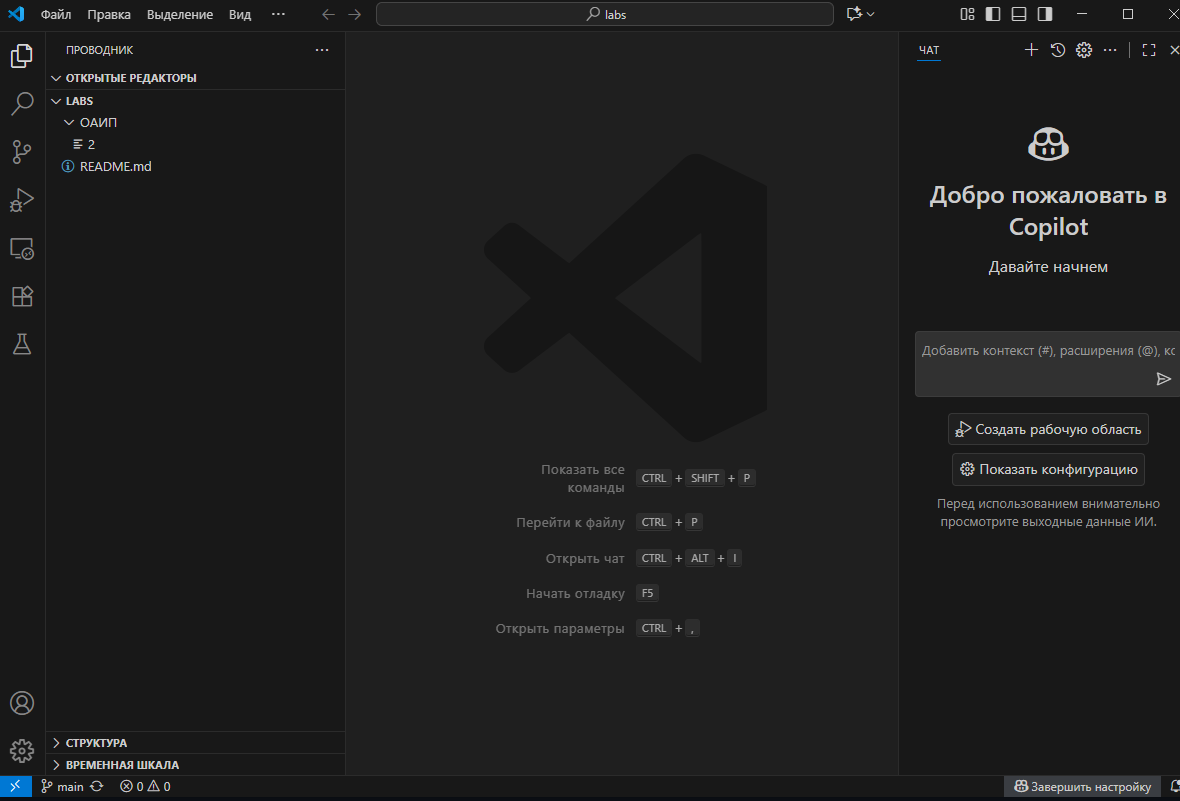 Файл Правка Выделение Вид ··· labs
ПРОВОДНИК ···
ОТКРЫТЫЕ РЕДАКТОРЫ
LABS
ОАИП
2
README.md
СТРУКТУРА
ВРЕМЕННАЯ ШКАЛА
Показать все
команды CTRL + SHIFT + P
Перейти к файлу CTRL + P
Открыть чат CTRL + ALT + I
Начать отладку F5
Открыть параметры CTRL + ,
ЧАТ
Добро пожаловать в
Copilot
Давайте начнем
Добавить контекст (#), расширения (@), кс
Создать рабочую область
Показать конфигурацию
Перед использованием внимательно
просмотрите выходные данные ИИ.
main 0 0 Завершить настройку